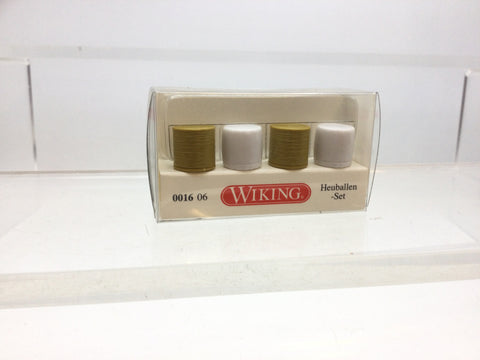 0016 06
WIKING
Heuballen
-Set